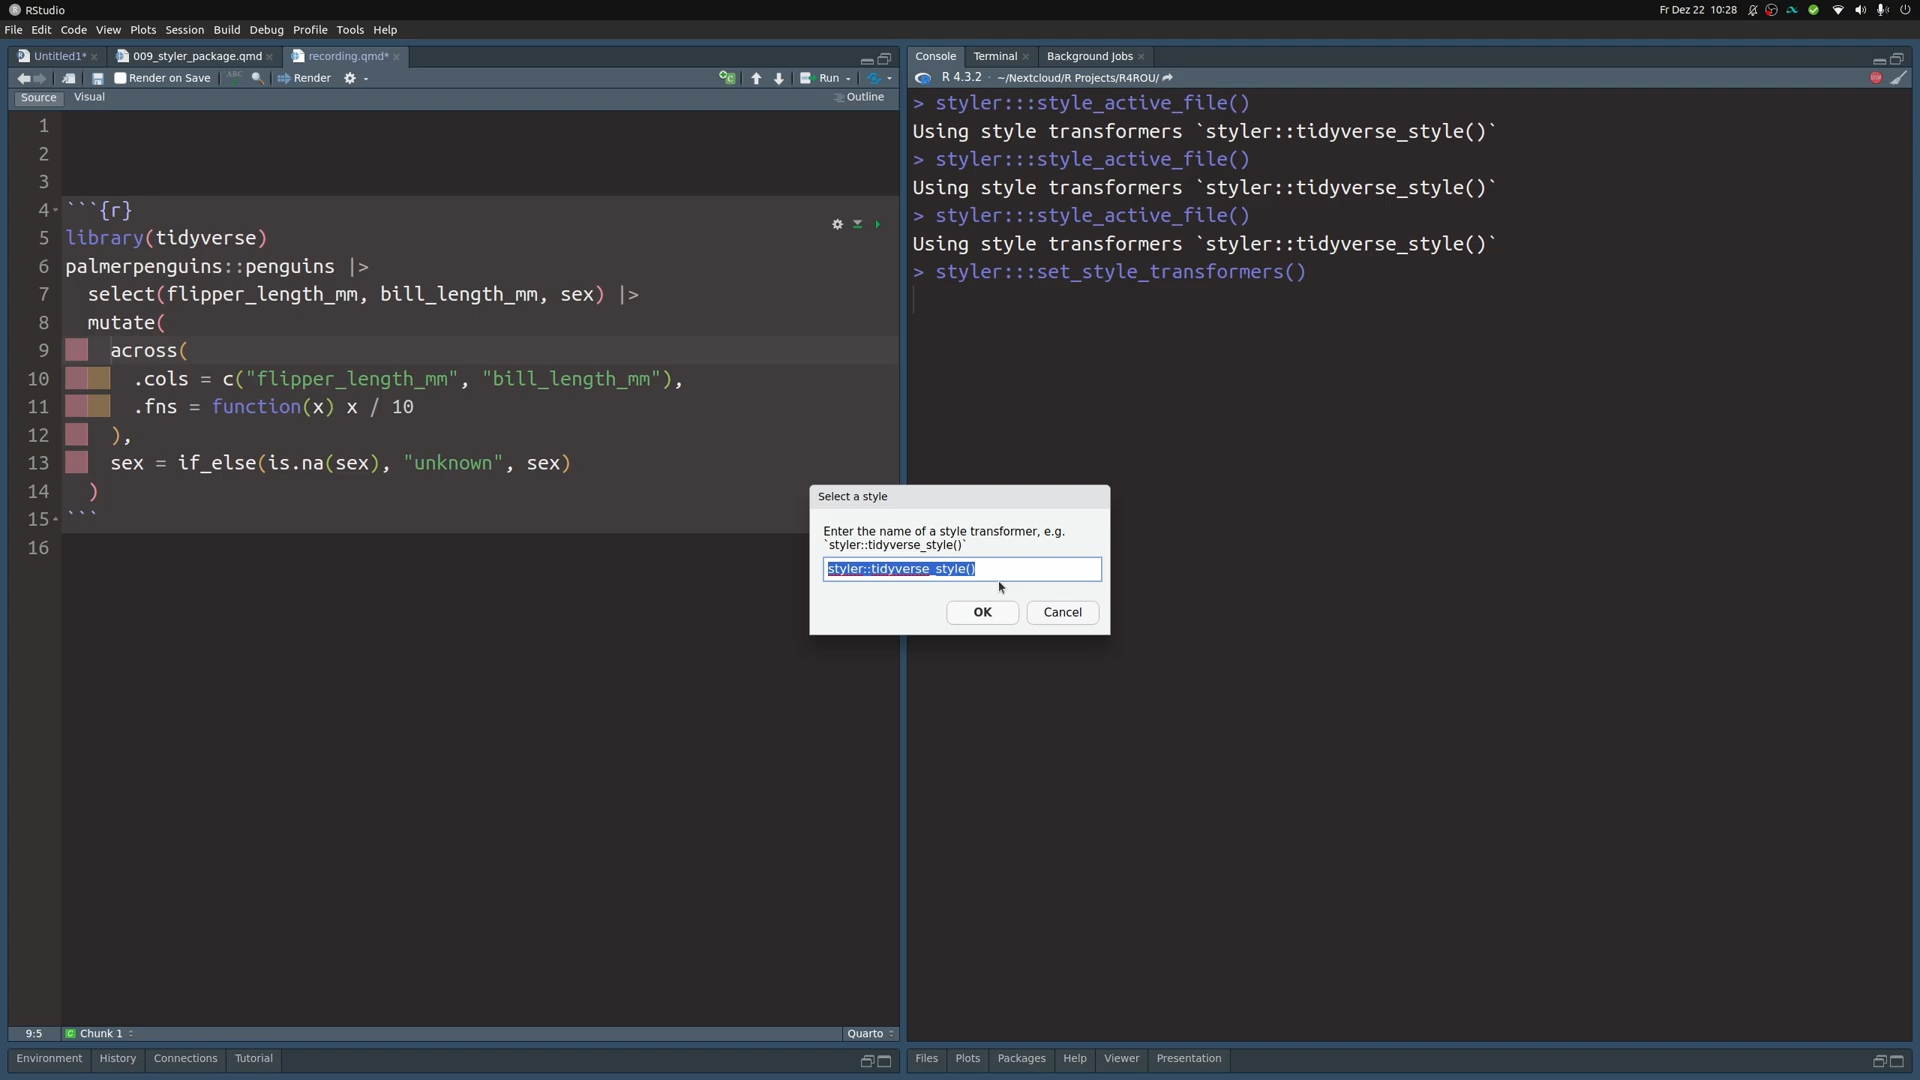 RStudio
Fr Dez 22 10:28
File Edit Code View Plots Session Build Debug Profile Tools Help
Untitled1* 009_styler_package.qmd recording.qmd*
Render on Save ABC Render Run
Source Visual Outline
1
2
3
4 ```{r}
5 library(tidyverse)
6 palmerpenguins::penguins |>
7 select(flipper_length_mm, bill_length_mm, sex) |>
8 mutate(
9 across(
10 .cols = c("flipper_length_mm", "bill_length_mm"),
11 .fns = function(x) x / 10
12 ),
13 sex = if_else(is.na(sex), "unknown", sex)
14 )
15 ```
16
9:5 Chunk 1 Quarto
Environment History Connections Tutorial
Console Terminal Background Jobs
R 4.3.2 · ~/Nextcloud/R Projects/R4ROU/
> styler:::style_active_file()
Using style transformers `styler::tidyverse_style()`
> styler:::style_active_file()
Using style transformers `styler::tidyverse_style()`
> styler:::style_active_file()
Using style transformers `styler::tidyverse_style()`
> styler:::set_style_transformers()
Select a style
Enter the name of a style transformer, e.g.
`styler::tidyverse_style()`
styler::tidyverse_style()
OK Cancel
Files Plots Packages Help Viewer Presentation